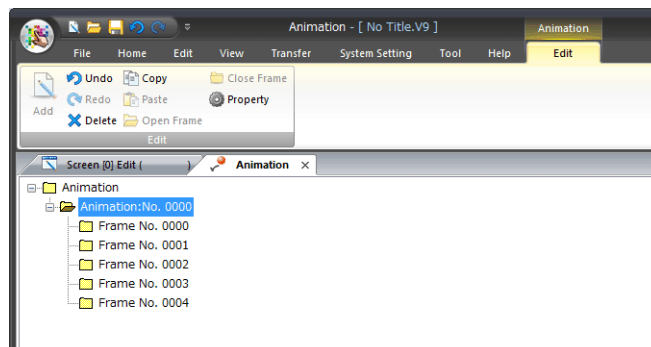 Animation - [ No Title.V9 ]
Animation
File Home Edit View Transfer System Setting Tool Help Edit
Add
Undo Copy Close Frame
Redo Paste Property
Delete Open Frame
Edit
Screen [0] Edit ( ) Animation ×
Animation
Animation:No. 0000
Frame No. 0000
Frame No. 0001
Frame No. 0002
Frame No. 0003
Frame No. 0004